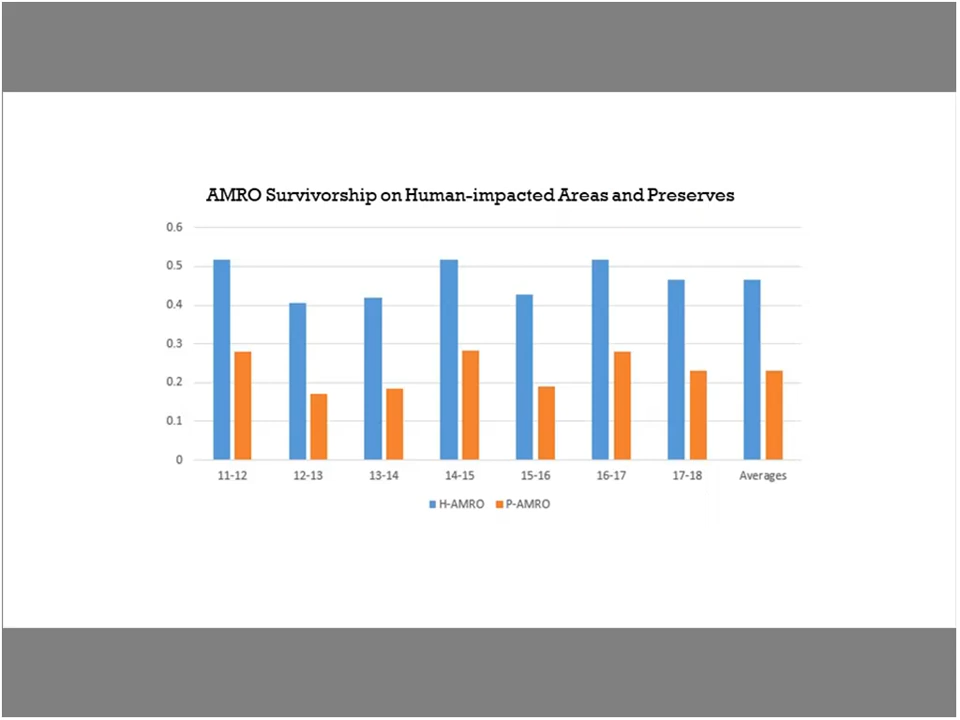 AMRO Survivorship on Human-impacted Areas and Preserves
0.6
0.5
0.4
0.3
0.2
0.1
0
11-12 12-13 13-14 14-15 15-16 16-17 17-18 Averages
H-AMRO P-AMRO